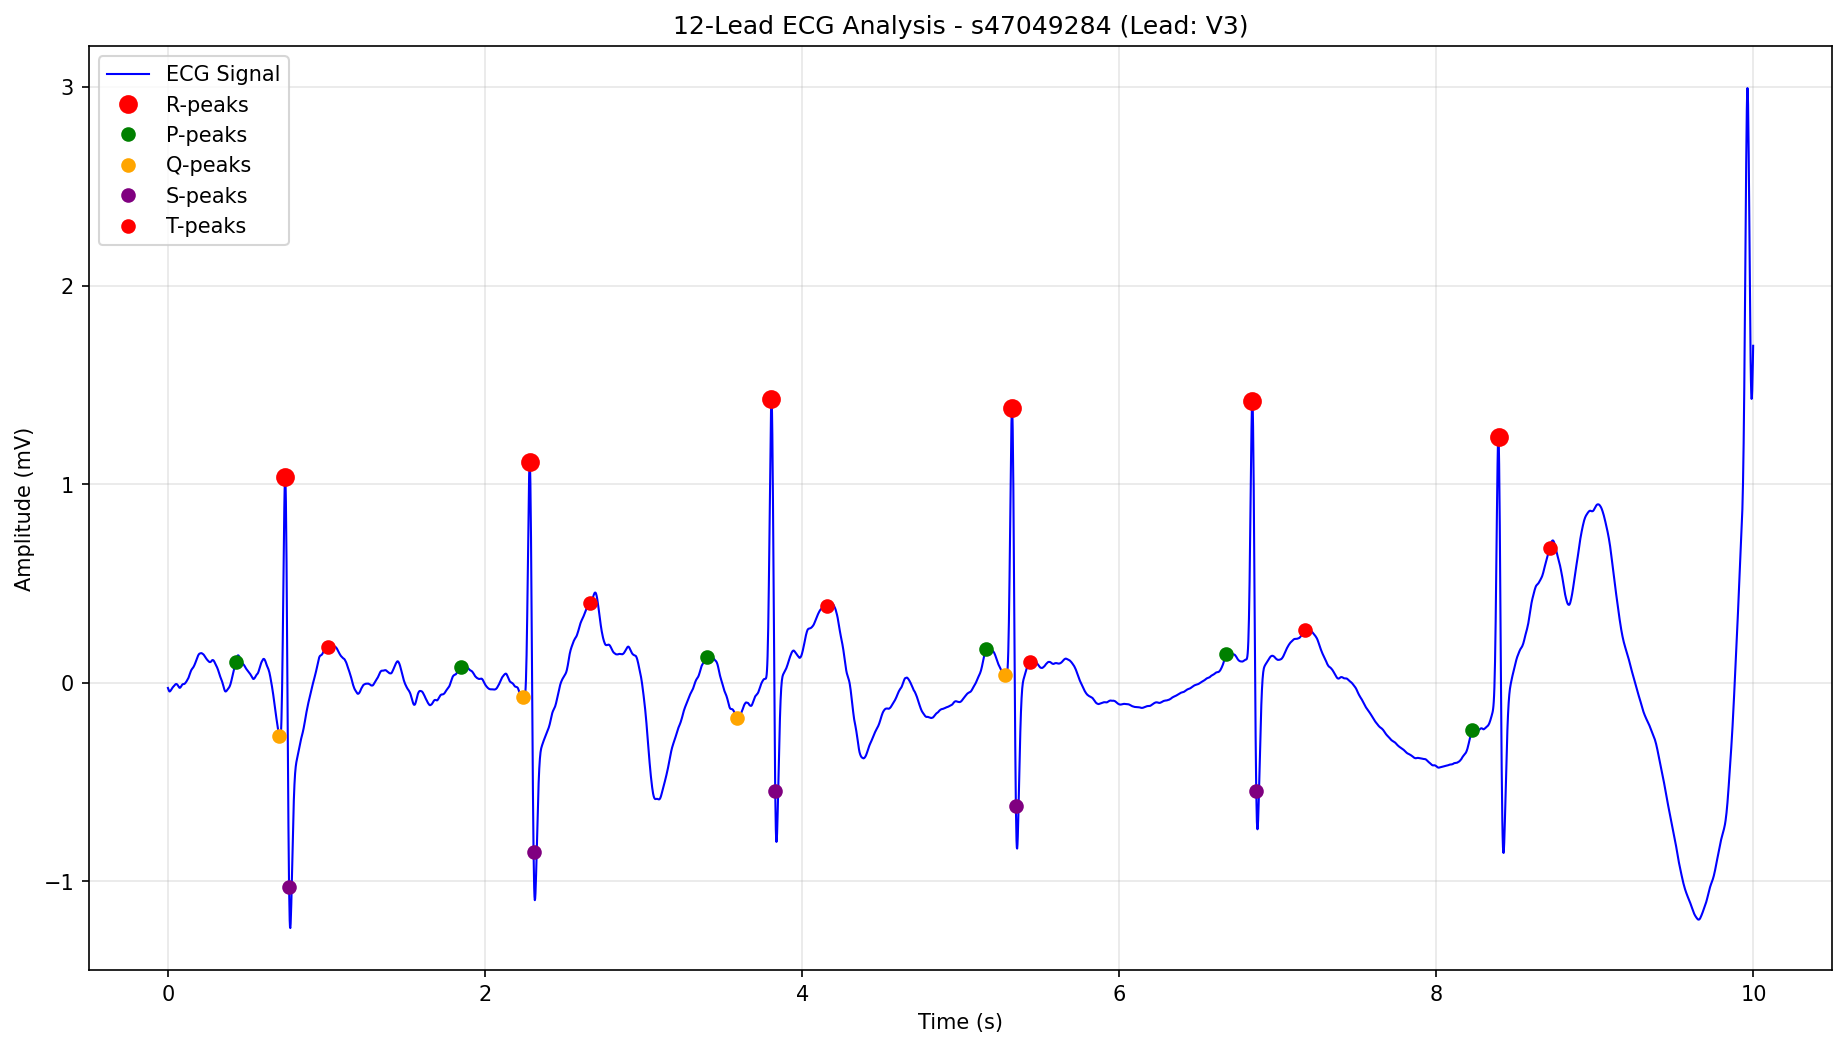 12-Lead ECG Analysis - s47049284 (Lead: V3)
ECG Signal
R-peaks
P-peaks
Q-peaks
S-peaks
T-peaks
Amplitude (mV)
3
2
1
0
−1
0 2 4 6 8 10
Time (s)